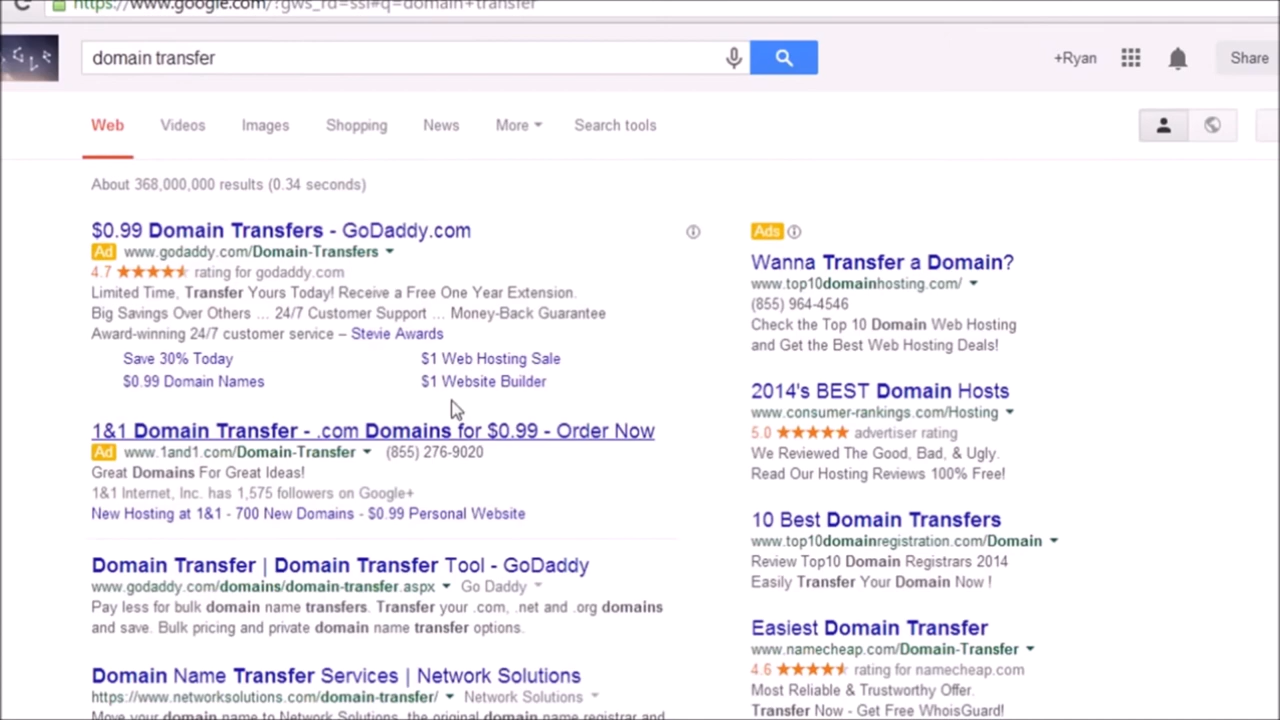 https://www.google.com/?gws_rd=ssl#q=domain+transfer
domain transfer
+Ryan
Share
Web
Videos
Images
Shopping
News
More
Search tools
About 368,000,000 results (0.34 seconds)
$0.99 Domain Transfers - GoDaddy.com
Ad www.godaddy.com/Domain-Transfers
4.7 rating for godaddy.com
Limited Time, Transfer Yours Today! Receive a Free One Year Extension.
Big Savings Over Others ... 24/7 Customer Support ... Money-Back Guarantee
Award-winning 24/7 customer service – Stevie Awards
Save 30% Today
$1 Web Hosting Sale
$0.99 Domain Names
$1 Website Builder
1&1 Domain Transfer - .com Domains for $0.99 - Order Now
Ad www.1and1.com/Domain-Transfer (855) 276-9020
Great Domains For Great Ideas!
1&1 Internet, Inc. has 1,575 followers on Google+
New Hosting at 1&1 - 700 New Domains - $0.99 Personal Website
Domain Transfer | Domain Transfer Tool - GoDaddy
www.godaddy.com/domains/domain-transfer.aspx Go Daddy
Pay less for bulk domain name transfers. Transfer your .com, .net and .org domains
and save. Bulk pricing and private domain name transfer options.
Domain Name Transfer Services | Network Solutions
https://www.networksolutions.com/domain-transfer/ Network Solutions
Move your domain name to Network Solutions, the original domain name registrar and
Ads
Wanna Transfer a Domain?
www.top10domainhosting.com/
(855) 964-4546
Check the Top 10 Domain Web Hosting
and Get the Best Web Hosting Deals!
2014's BEST Domain Hosts
www.consumer-rankings.com/Hosting
5.0 advertiser rating
We Reviewed The Good, Bad, & Ugly.
Read Our Hosting Reviews 100% Free!
10 Best Domain Transfers
www.top10domainregistration.com/Domain
Review Top10 Domain Registrars 2014
Easily Transfer Your Domain Now !
Easiest Domain Transfer
www.namecheap.com/Domain-Transfer
4.6 rating for namecheap.com
Most Reliable & Trustworthy Offer.
Transfer Now - Get Free WhoisGuard!